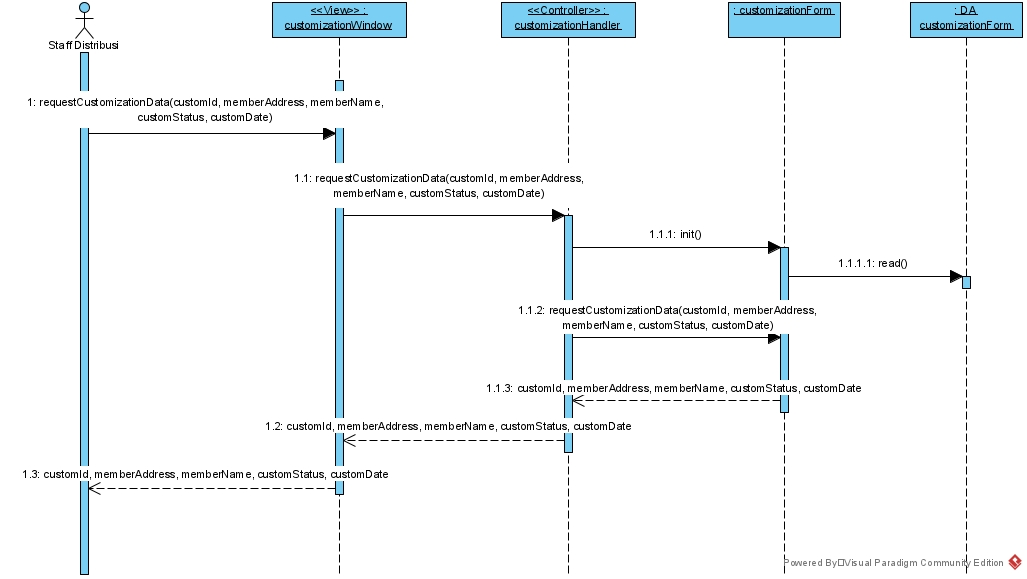 <<View>> :
customizationWindow
<<Controller>> :
customizationHandler
: customizationForm
: DA
customizationForm
Staff Distribusi
1: requestCustomizationData(customId, memberAddress, memberName,
customStatus, customDate)
1.1: requestCustomizationData(customId, memberAddress,
memberName, customStatus, customDate)
1.1.1: init()
1.1.1.1: read()
1.1.2: requestCustomizationData(customId, memberAddress,
memberName, customStatus, customDate)
1.1.3: customId, memberAddress, memberName, customStatus, customDate
1.2: customId, memberAddress, memberName, customStatus, customDate
1.3: customId, memberAddress, memberName, customStatus, customDate
Powered By Visual Paradigm Community Edition